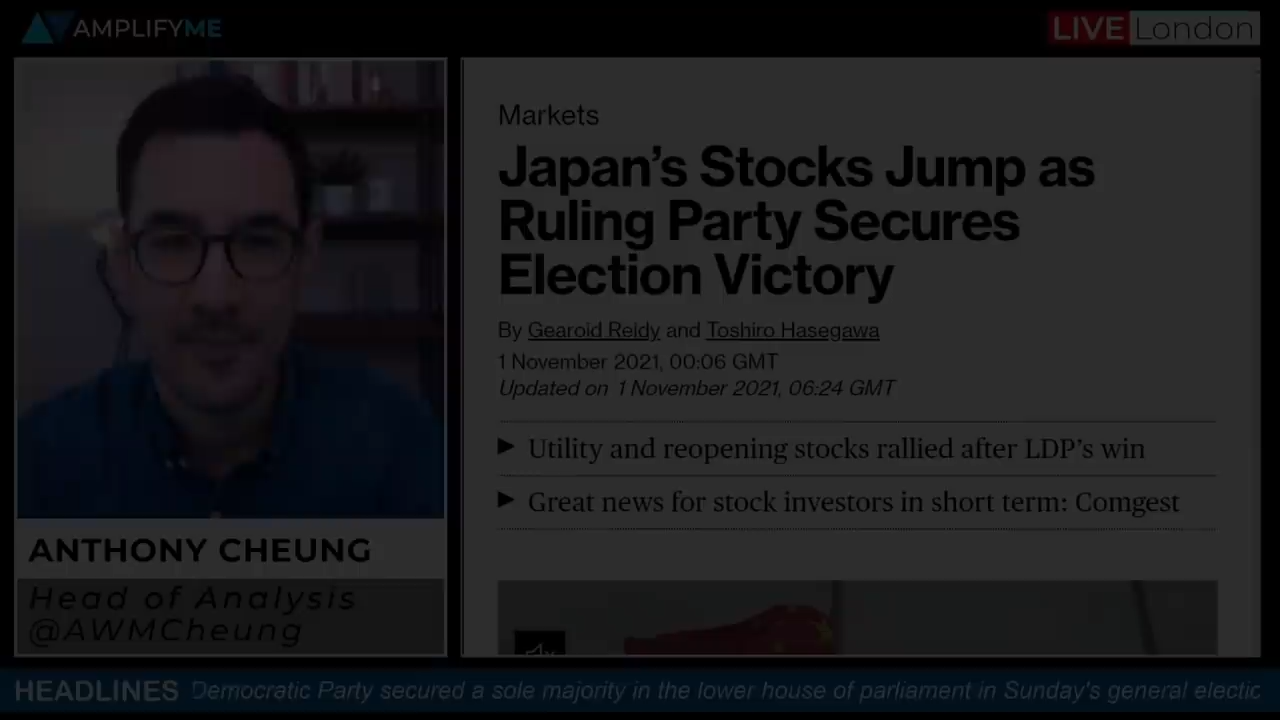 AMPLIFYME
LIVE London
Markets
Japan's Stocks Jump as
Ruling Party Secures
Election Victory
By Gearoid Reidy and Toshiro Hasegawa
1 November 2021, 00:06 GMT
Updated on 1 November 2021, 06:24 GMT
Utility and reopening stocks rallied after LDP's win
Great news for stock investors in short term: Comgest
ANTHONY CHEUNG
Head of Analysis
@AWMCheung
HEADLINES Democratic Party secured a sole majority in the lower house of parliament in Sunday's general electic